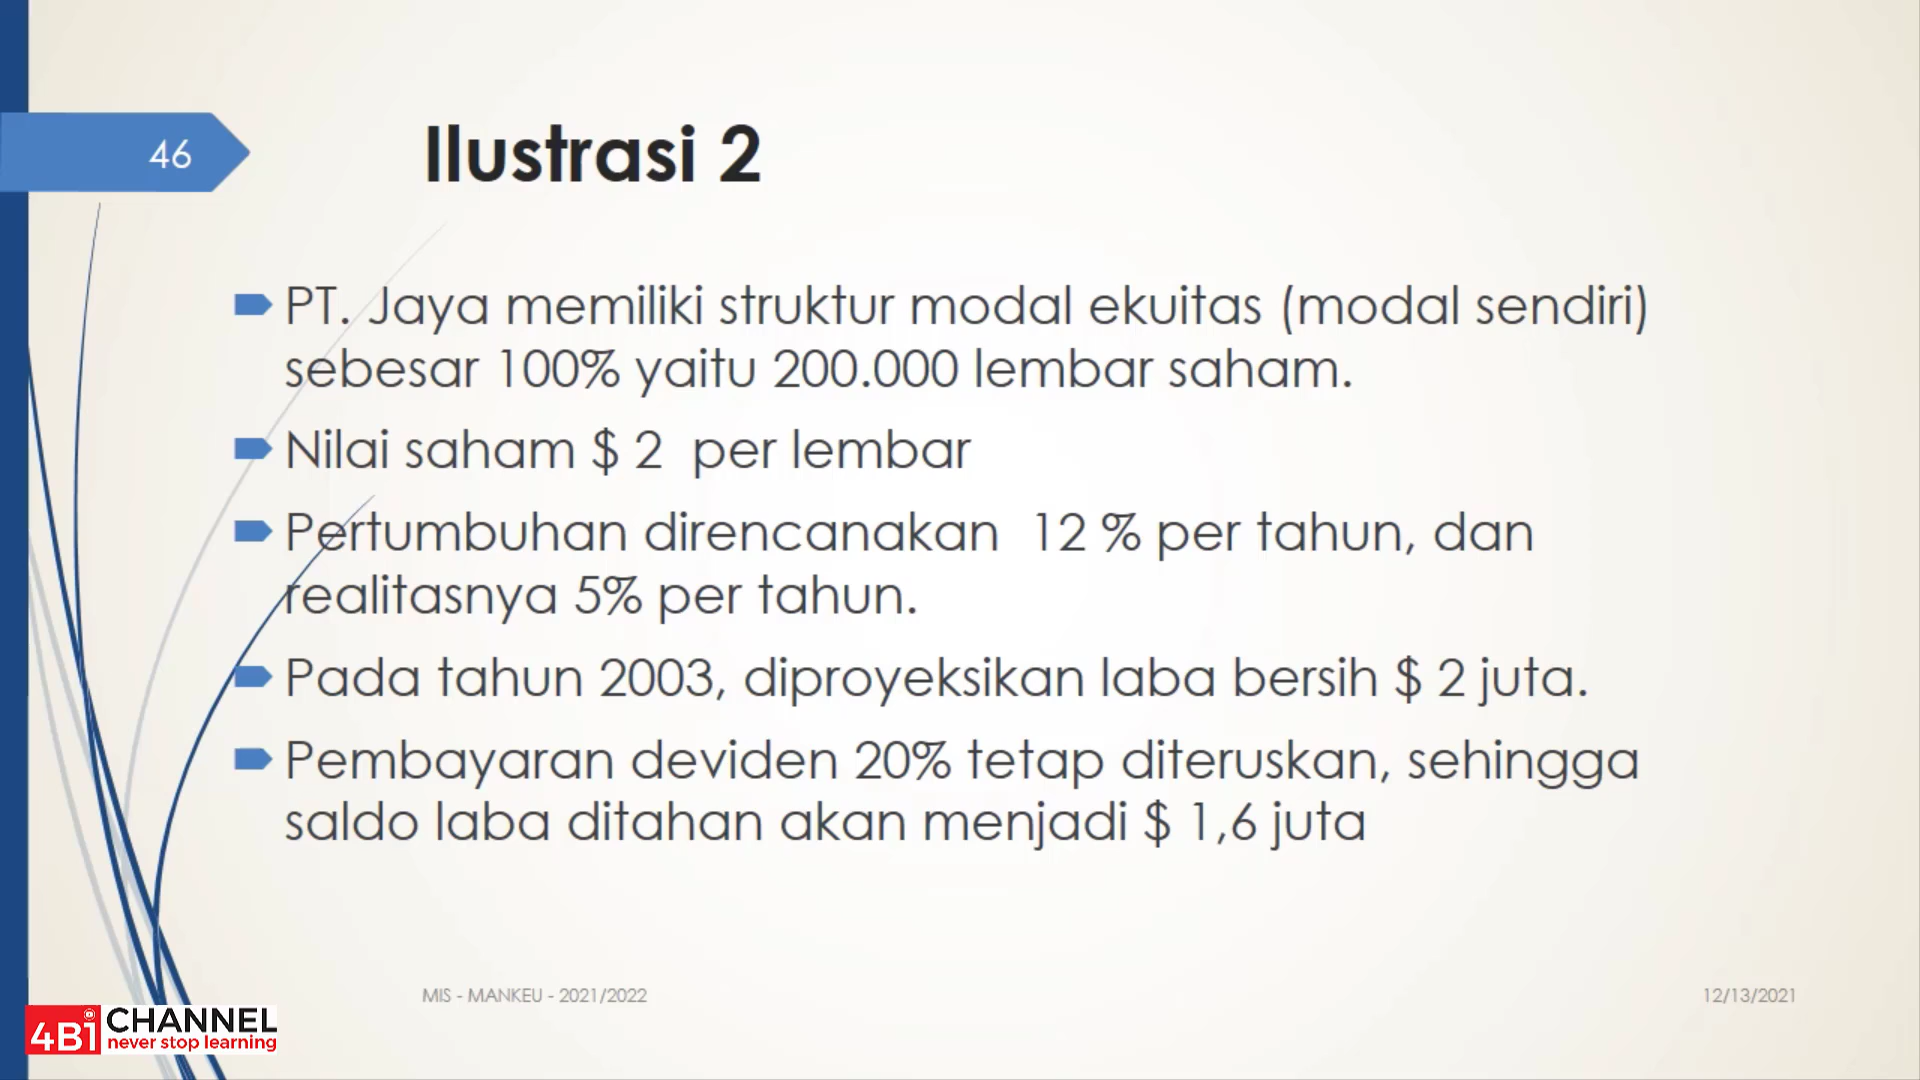 46
Ilustrasi 2
PT. Jaya memiliki struktur modal ekuitas (modal sendiri)
sebesar 100% yaitu 200.000 lembar saham.
Nilai saham $ 2 per lembar
Pertumbuhan direncanakan 12 % per tahun, dan
realitasnya 5% per tahun.
Pada tahun 2003, diproyeksikan laba bersih $ 2 juta.
Pembayaran deviden 20% tetap diteruskan, sehingga
saldo laba ditahan akan menjadi $ 1,6 juta
MIS - MANKEU - 2021/2022
12/13/2021
4Bi CHANNEL
never stop learning